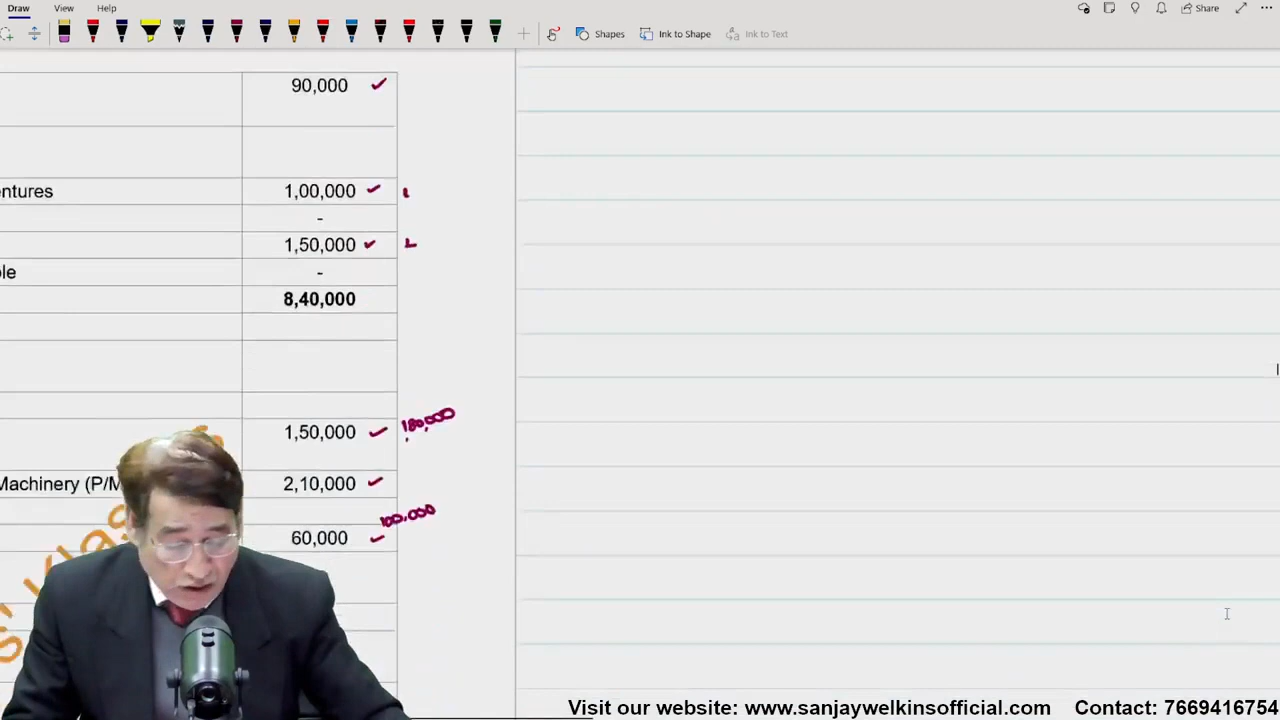 Draw View Help Share
Shapes Ink to Shape Ink to Text
90,000
entures 1,00,000
-
1,50,000
ple -
8,40,000
1,50,000 180,000
Machinery (P/M 2,10,000
100,000
60,000
Visit our website: www.sanjaywelkinsofficial.com Contact: 7669416754